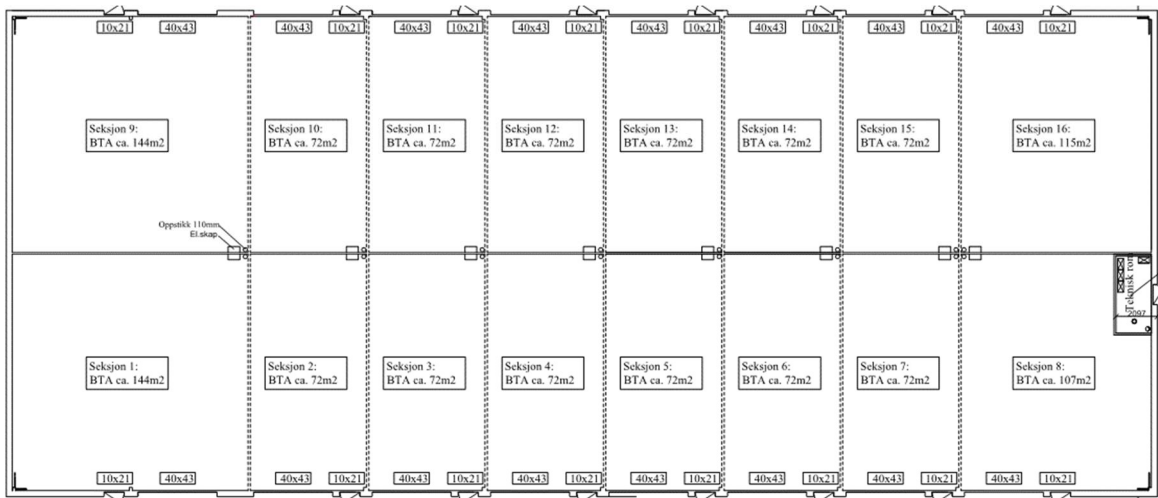 10x21 40x43 40x43 10x21 40x43 10x21 40x43 10x21 40x43 10x21 40x43 10x21 40x43 10x21 40x43 10x21
Seksjon 9:
BTA ca. 144m2
Seksjon 10:
BTA ca. 72m2
Seksjon 11:
BTA ca. 72m2
Seksjon 12:
BTA ca. 72m2
Seksjon 13:
BTA ca. 72m2
Seksjon 14:
BTA ca. 72m2
Seksjon 15:
BTA ca. 72m2
Seksjon 16:
BTA ca. 115m2
Oppstikk 110mm
El.skap
Teknisk rom
2097
Seksjon 1:
BTA ca. 144m2
Seksjon 2:
BTA ca. 72m2
Seksjon 3:
BTA ca. 72m2
Seksjon 4:
BTA ca. 72m2
Seksjon 5:
BTA ca. 72m2
Seksjon 6:
BTA ca. 72m2
Seksjon 7:
BTA ca. 72m2
Seksjon 8:
BTA ca. 107m2
10x21 40x43 40x43 10x21 40x43 10x21 40x43 10x21 40x43 10x21 40x43 10x21 40x43 10x21 40x43 10x21